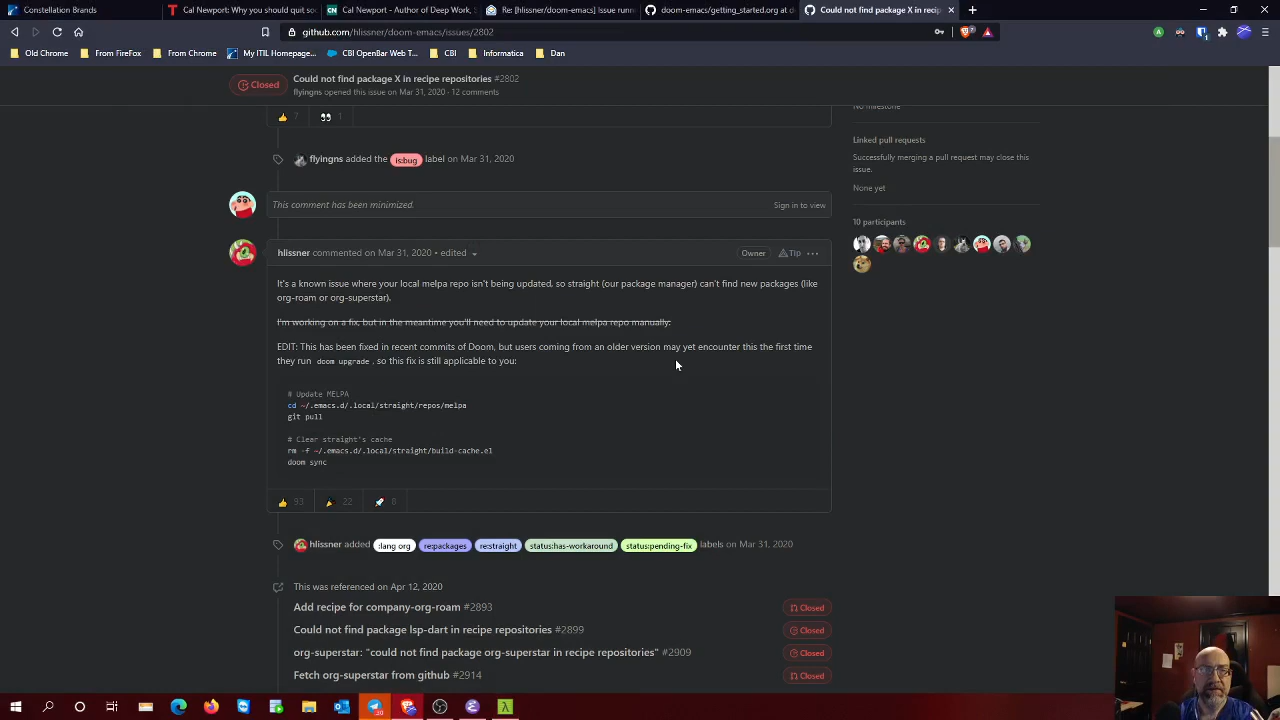 Constellation Brands
Cal Newport: Why you should quit soc
Cal Newport - Author of Deep Work,
Re: [hlissner/doom-emacs] Issue runn
doom-emacs/getting_started.org at d
Could not find package X in recip
github.com/hlissner/doom-emacs/issues/2802
Old Chrome
From FireFox
From Chrome
My ITIL Homepage...
CBI OpenBar Web T...
CBI
Informatica
Dan
Closed
Could not find package X in recipe repositories #2802
flyingns opened this issue on Mar 31, 2020 · 12 comments
7
1
No milestone
flyingns added the is:bug label on Mar 31, 2020
This comment has been minimized.
Sign in to view
hlissner commented on Mar 31, 2020 • edited
Owner
Tip
It's a known issue where your local melpa repo isn't being updated, so straight (our package manager) can't find new packages (like
org-roam or org-superstar).
I'm working on a fix, but in the meantime you'll need to update your local melpa repo manually:
EDIT: This has been fixed in recent commits of Doom, but users coming from an older version may yet encounter this the first time
they run doom upgrade , so this fix is still applicable to you:
# Update MELPA
cd ~/.emacs.d/.local/straight/repos/melpa
git pull
# Clear straight's cache
rm -f ~/.emacs.d/.local/straight/build-cache.el
doom sync
93
22
8
hlissner added :lang org re:packages re:straight status:has-workaround status:pending-fix labels on Mar 31, 2020
This was referenced on Apr 12, 2020
Add recipe for company-org-roam #2893
Closed
Could not find package lsp-dart in recipe repositories #2899
Closed
org-superstar: "could not find package org-superstar in recipe repositories" #2909
Closed
Fetch org-superstar from github #2914
Closed
Linked pull requests
Successfully merging a pull request may close this
issue.
None yet
10 participants